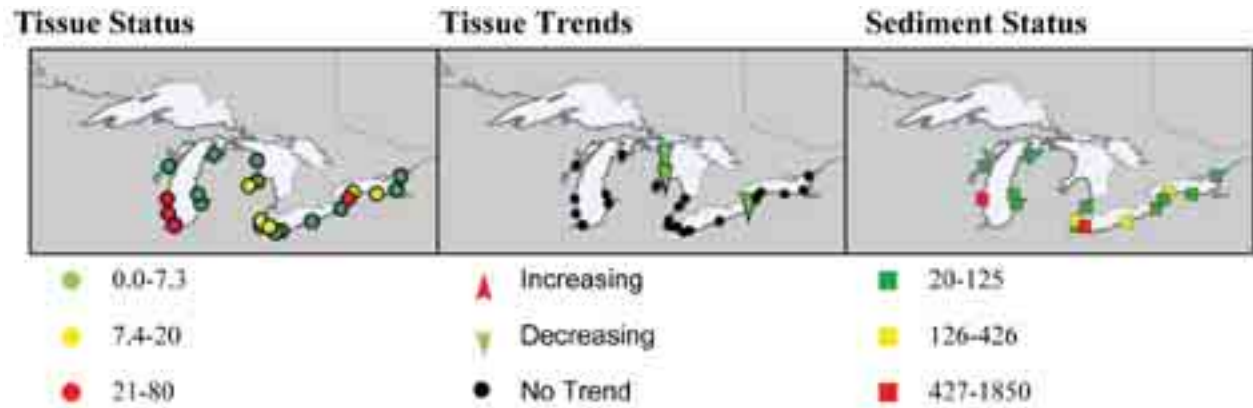 Tissue Status Tissue Trends Sediment Status
0.0-7.3 Increasing 20-125
7.4-20 Decreasing 126-426
21-80 No Trend 427-1850